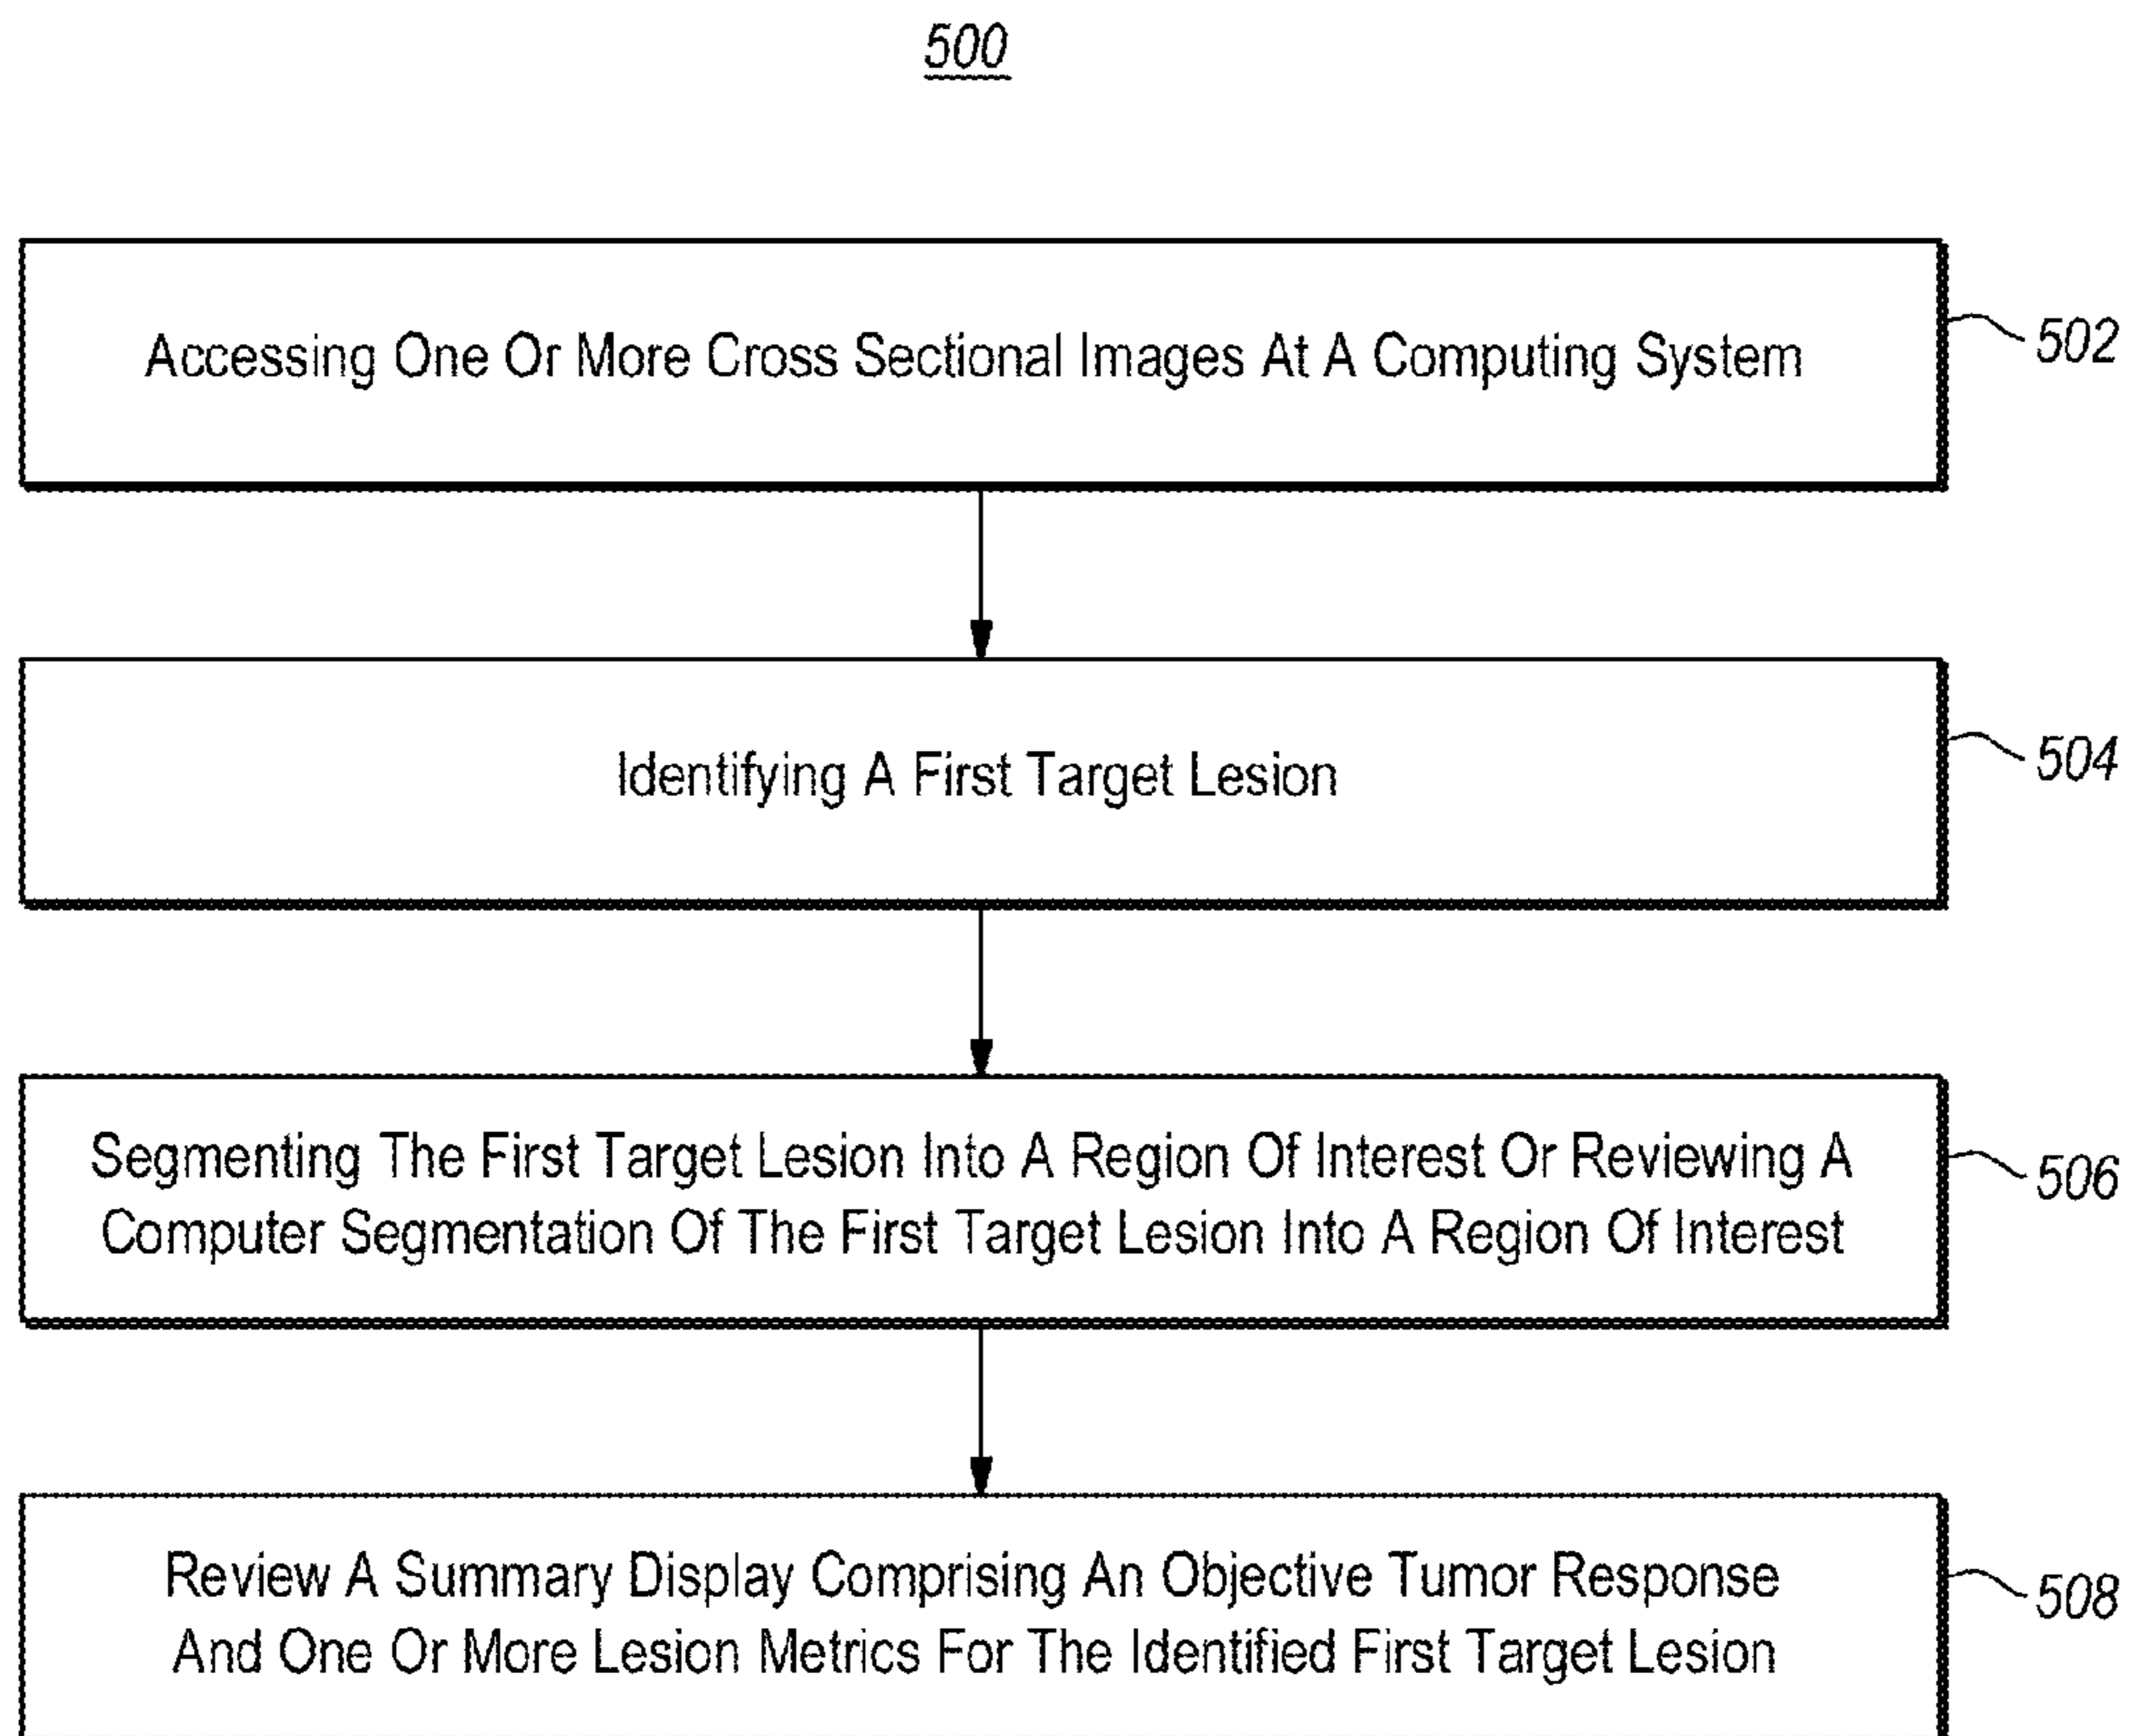 500
Accessing One Or More Cross Sectional Images At A Computing System
502
Identifying A First Target Lesion
504
Segmenting The First Target Lesion Into A Region Of Interest Or Reviewing A
Computer Segmentation Of The First Target Lesion Into A Region Of Interest
506
Review A Summary Display Comprising An Objective Tumor Response
And One Or More Lesion Metrics For The Identified First Target Lesion
508